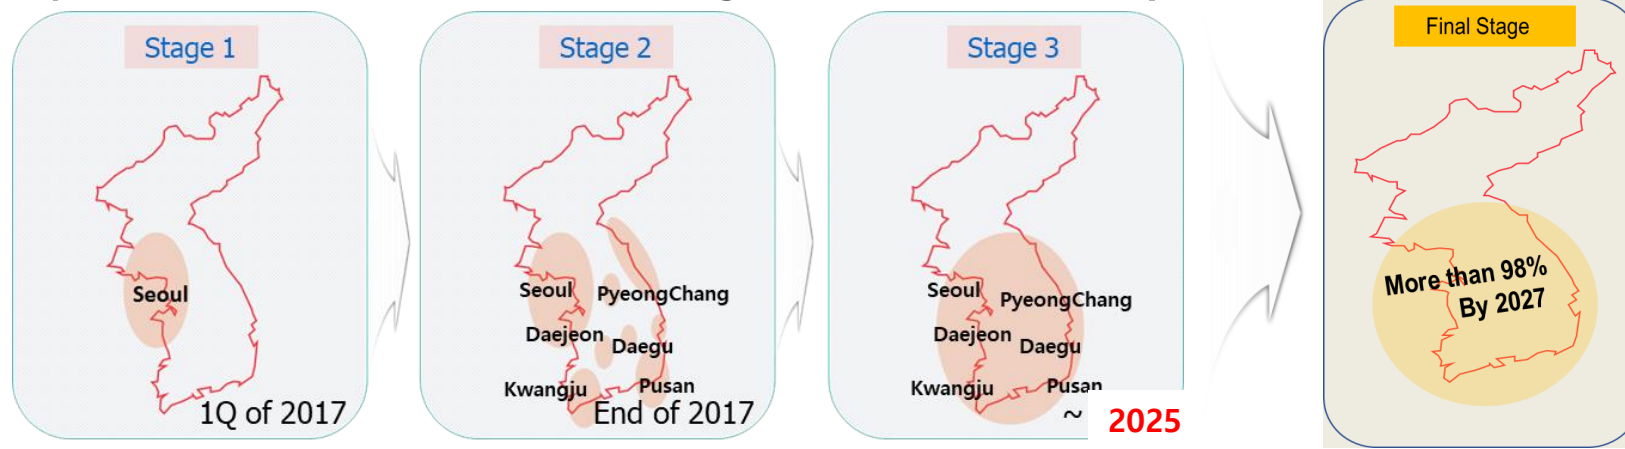 Stage 1
Seoul
1Q of 2017
Stage 2
Seoul
PyeongChang
Daejeon
Daegu
Kwangju
Pusan
End of 2017
Stage 3
Seoul
PyeongChang
Daejeon
Daegu
Kwangju
Pusan
~ 2025
Final Stage
More than 98%
By 2027